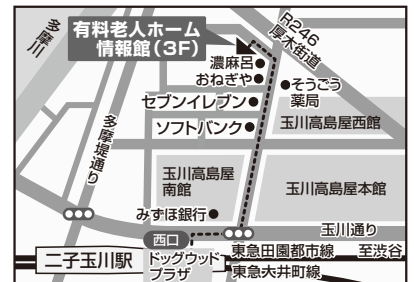 多摩川
有料老人ホーム
情報館(3F)
R246
厚木街道
濃麻呂
おねぎや
そうごう
薬局
セブンイレブン
ソフトバンク
玉川高島屋西館
多摩堤通り
玉川高島屋
南館
玉川高島屋本館
みずほ銀行
玉川通り
西口
二子玉川駅
ドッグウッド
プラザ
東急田園都市線
至渋谷
東急大井町線